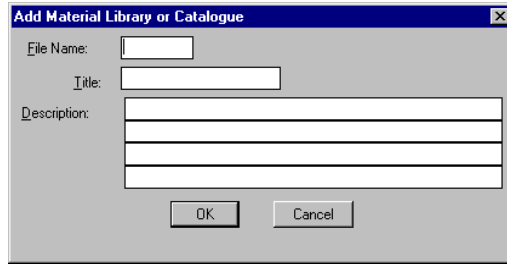 Add Material Library or Catalogue
File Name:
Title:
Description:
OK Cancel